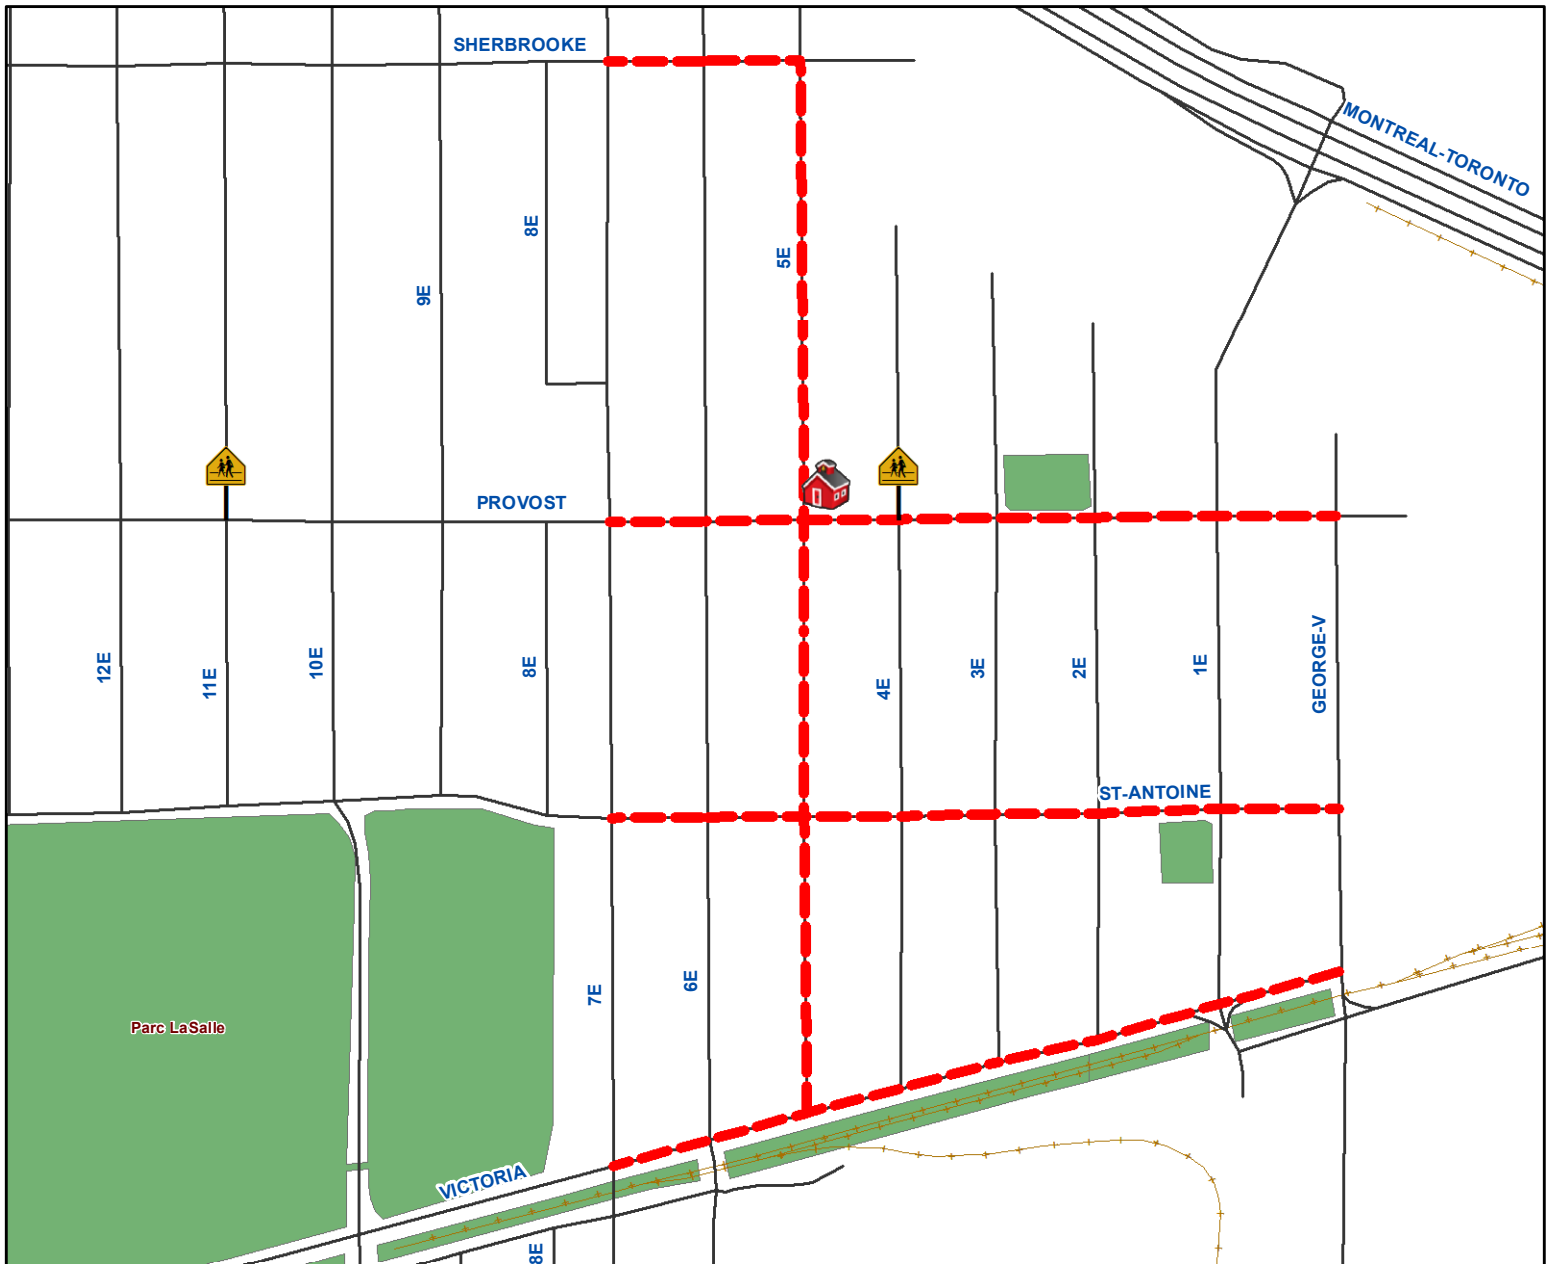 SHERBROOKE
MONTREAL-TORONTO
8E
5E
9E
PROVOST
12E
11E
10E
8E
4E
3E
2E
1E
GEORGE-V
ST-ANTOINE
7E
6E
Parc LaSalle
VICTORIA
8E